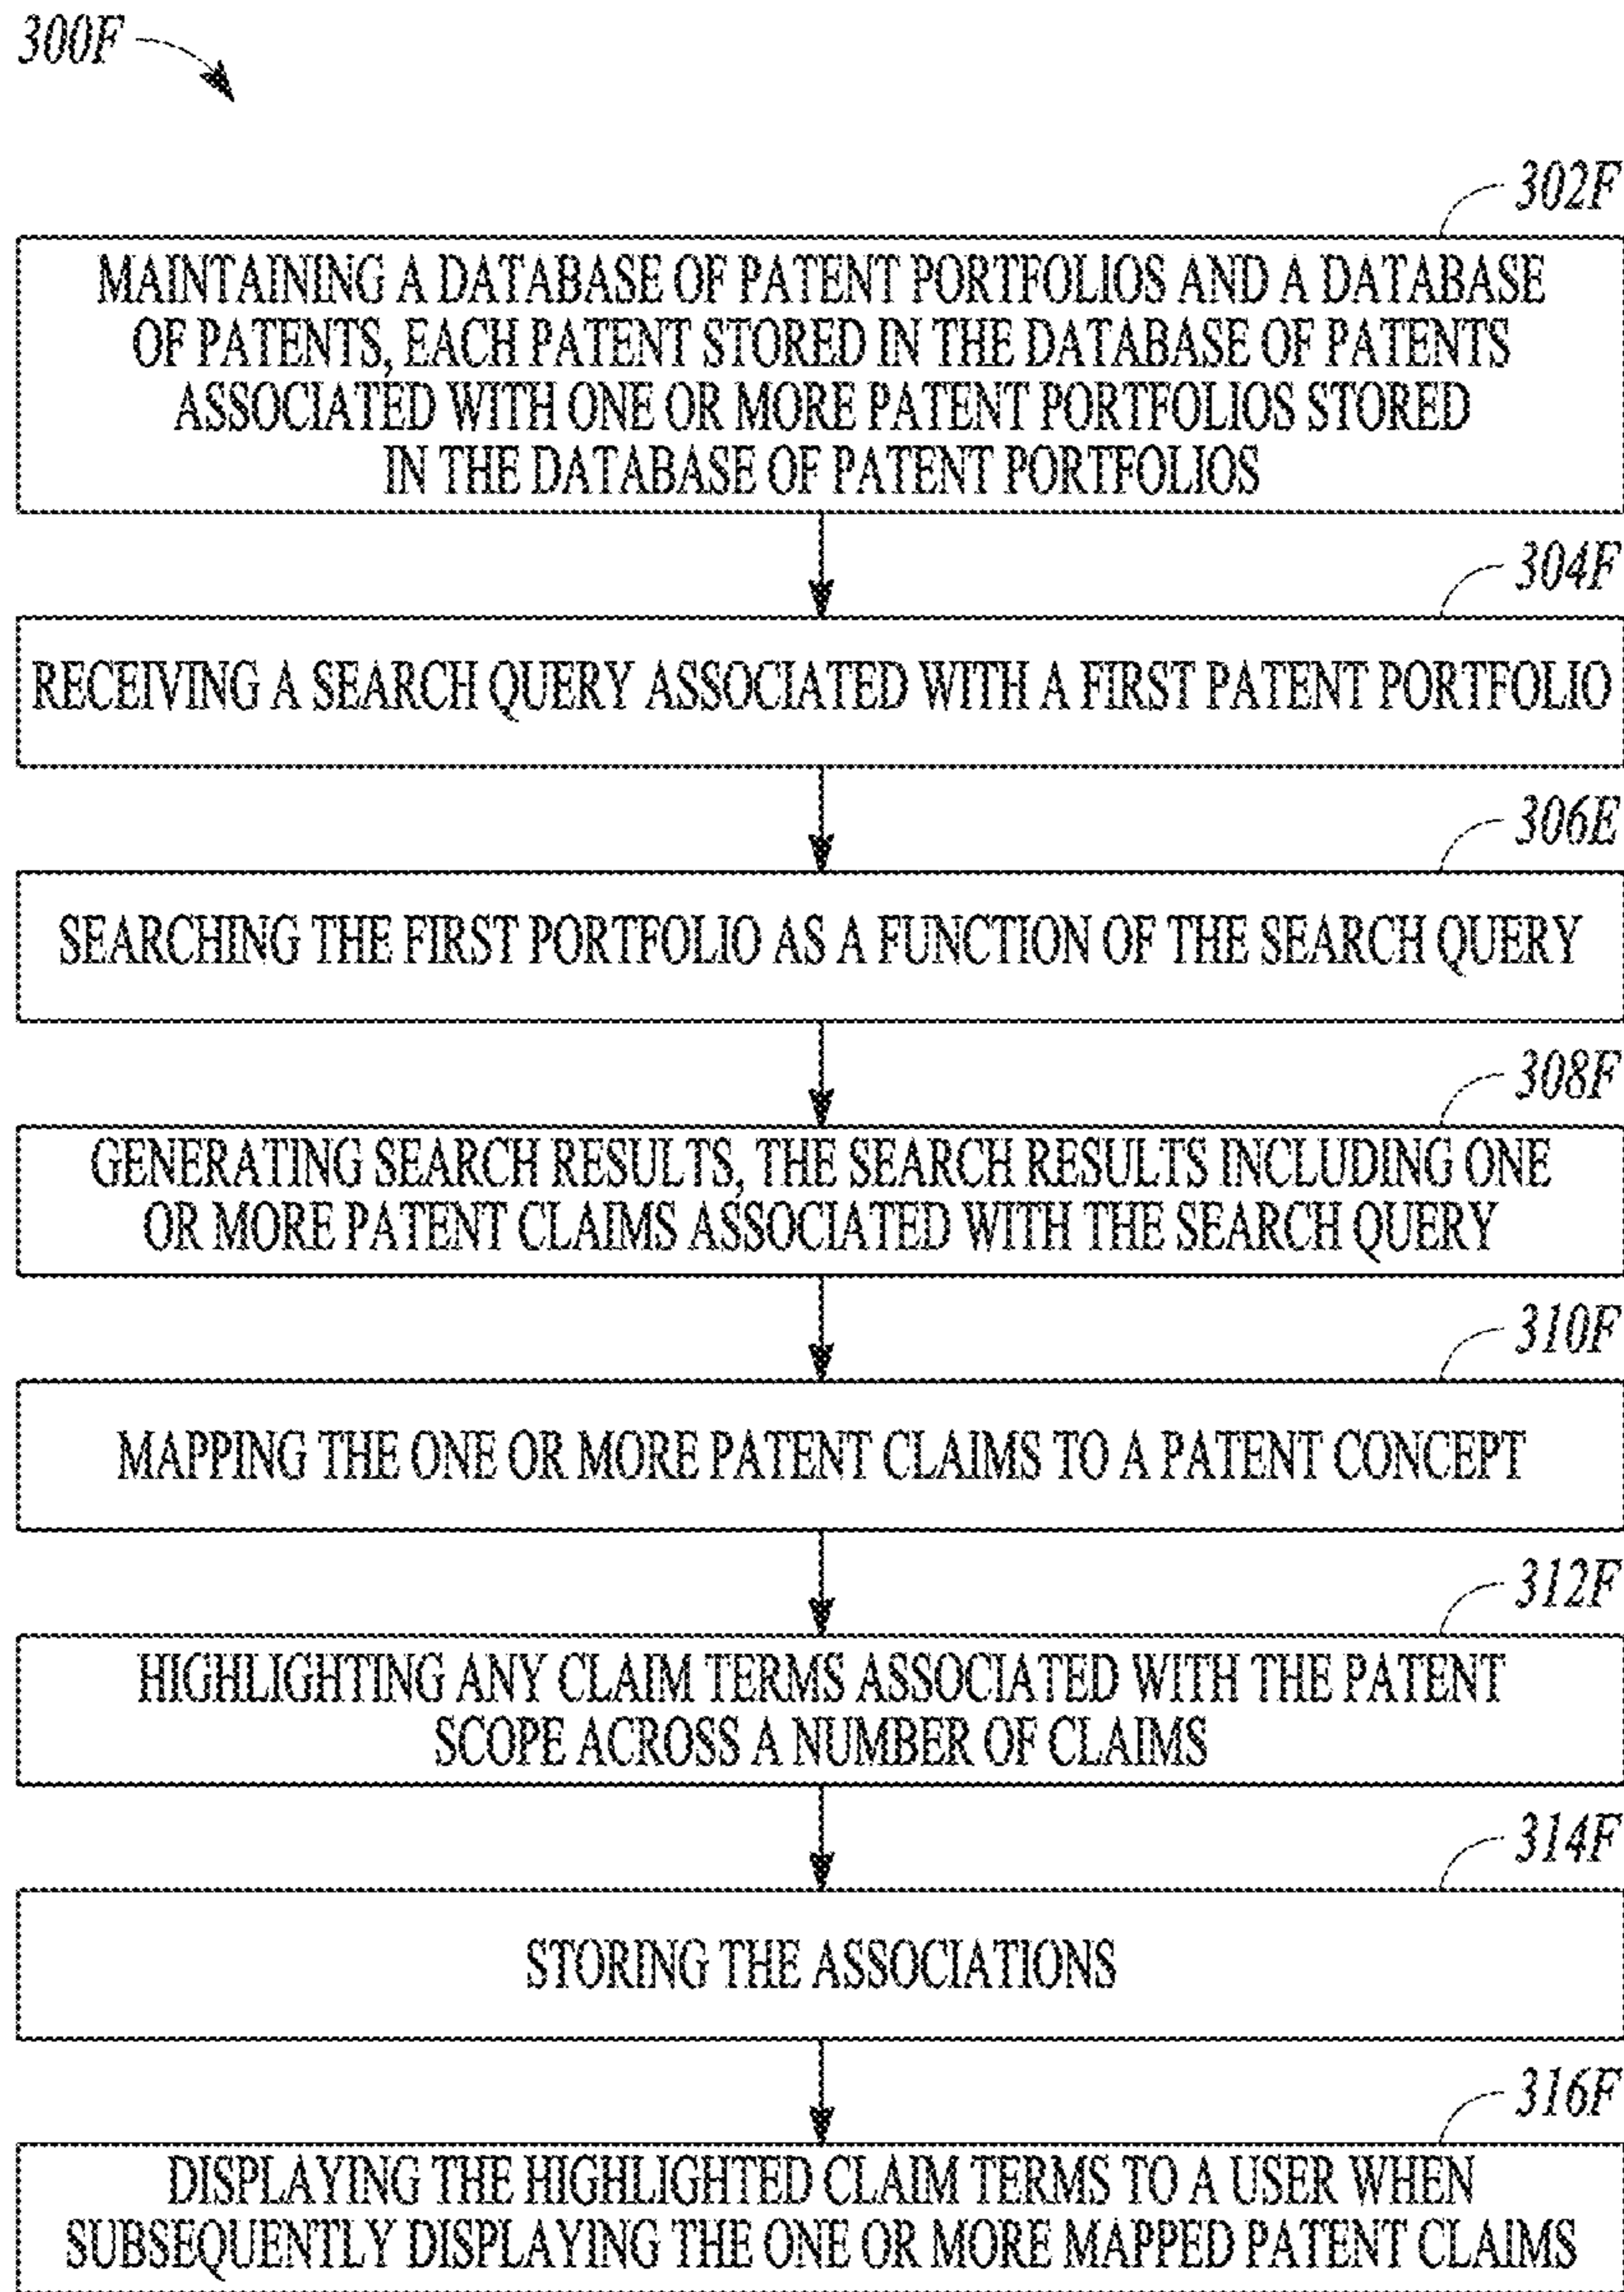 300F
302F
MAINTAINING A DATABASE OF PATENT PORTFOLIOS AND A DATABASE
OF PATENTS, EACH PATENT STORED IN THE DATABASE OF PATENTS
ASSOCIATED WITH ONE OR MORE PATENT PORTFOLIOS STORED
IN THE DATABASE OF PATENT PORTFOLIOS
304F
RECEIVING A SEARCH QUERY ASSOCIATED WITH A FIRST PATENT PORTFOLIO
306E
SEARCHING THE FIRST PORTFOLIO AS A FUNCTION OF THE SEARCH QUERY
308F
GENERATING SEARCH RESULTS, THE SEARCH RESULTS INCLUDING ONE
OR MORE PATENT CLAIMS ASSOCIATED WITH THE SEARCH QUERY
310F
MAPPING THE ONE OR MORE PATENT CLAIMS TO A PATENT CONCEPT
312F
HIGHLIGHTING ANY CLAIM TERMS ASSOCIATED WITH THE PATENT
SCOPE ACROSS A NUMBER OF CLAIMS
314F
STORING THE ASSOCIATIONS
316F
DISPLAYING THE HIGHLIGHTED CLAIM TERMS TO A USER WHEN
SUBSEQUENTLY DISPLAYING THE ONE OR MORE MAPPED PATENT CLAIMS